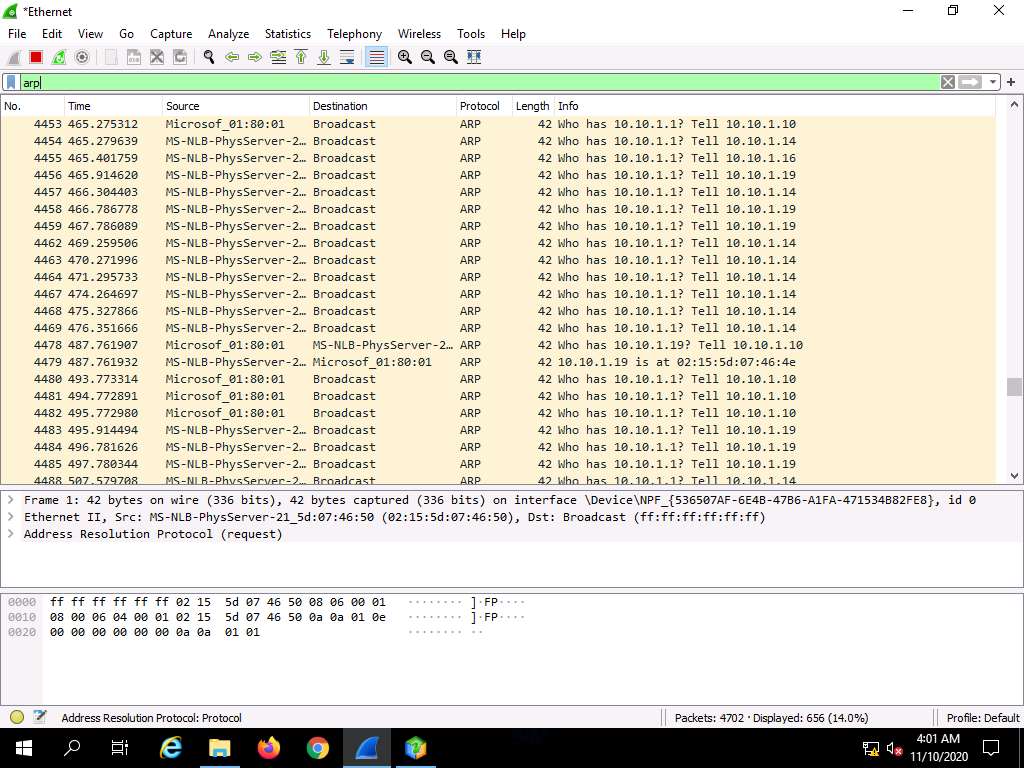 *Ethernet
File Edit View Go Capture Analyze Statistics Telephony Wireless Tools Help
arp
No. Time Source Destination Protocol Length Info
4453 465.275312 Microsof_01:80:01 Broadcast ARP 42 Who has 10.10.1.1? Tell 10.10.1.10
4454 465.279639 MS-NLB-PhysServer-2… Broadcast ARP 42 Who has 10.10.1.1? Tell 10.10.1.14
4455 465.401759 MS-NLB-PhysServer-2… Broadcast ARP 42 Who has 10.10.1.1? Tell 10.10.1.16
4456 465.914620 MS-NLB-PhysServer-2… Broadcast ARP 42 Who has 10.10.1.1? Tell 10.10.1.19
4457 466.304403 MS-NLB-PhysServer-2… Broadcast ARP 42 Who has 10.10.1.1? Tell 10.10.1.14
4458 466.786778 MS-NLB-PhysServer-2… Broadcast ARP 42 Who has 10.10.1.1? Tell 10.10.1.19
4459 467.786089 MS-NLB-PhysServer-2… Broadcast ARP 42 Who has 10.10.1.1? Tell 10.10.1.19
4462 469.259506 MS-NLB-PhysServer-2… Broadcast ARP 42 Who has 10.10.1.1? Tell 10.10.1.14
4463 470.271996 MS-NLB-PhysServer-2… Broadcast ARP 42 Who has 10.10.1.1? Tell 10.10.1.14
4464 471.295733 MS-NLB-PhysServer-2… Broadcast ARP 42 Who has 10.10.1.1? Tell 10.10.1.14
4467 474.264697 MS-NLB-PhysServer-2… Broadcast ARP 42 Who has 10.10.1.1? Tell 10.10.1.14
4468 475.327866 MS-NLB-PhysServer-2… Broadcast ARP 42 Who has 10.10.1.1? Tell 10.10.1.14
4469 476.351666 MS-NLB-PhysServer-2… Broadcast ARP 42 Who has 10.10.1.1? Tell 10.10.1.14
4478 487.761907 Microsof_01:80:01 MS-NLB-PhysServer-2… ARP 42 Who has 10.10.1.19? Tell 10.10.1.10
4479 487.761932 MS-NLB-PhysServer-2… Microsof_01:80:01 ARP 42 10.10.1.19 is at 02:15:5d:07:46:4e
4480 493.773314 Microsof_01:80:01 Broadcast ARP 42 Who has 10.10.1.1? Tell 10.10.1.10
4481 494.772891 Microsof_01:80:01 Broadcast ARP 42 Who has 10.10.1.1? Tell 10.10.1.10
4482 495.772980 Microsof_01:80:01 Broadcast ARP 42 Who has 10.10.1.1? Tell 10.10.1.10
4483 495.914494 MS-NLB-PhysServer-2… Broadcast ARP 42 Who has 10.10.1.1? Tell 10.10.1.19
4484 496.781626 MS-NLB-PhysServer-2… Broadcast ARP 42 Who has 10.10.1.1? Tell 10.10.1.19
4485 497.780344 MS-NLB-PhysServer-2… Broadcast ARP 42 Who has 10.10.1.1? Tell 10.10.1.19
4488 507.579708 MS-NLB-PhysServer-2… Broadcast ARP 42 Who has 10.10.1.1? Tell 10.10.1.14
Frame 1: 42 bytes on wire (336 bits), 42 bytes captured (336 bits) on interface \Device\NPF_{536507AF-6E4B-47B6-A1FA-471534B82FE8}, id 0
Ethernet II, Src: MS-NLB-PhysServer-21_5d:07:46:50 (02:15:5d:07:46:50), Dst: Broadcast (ff:ff:ff:ff:ff:ff)
Address Resolution Protocol (request)
0000 ff ff ff ff ff ff 02 15 5d 07 46 50 08 06 00 01 ········ ]·FP····
0010 08 00 06 04 00 01 02 15 5d 07 46 50 0a 0a 01 0e ········ ]·FP····
0020 00 00 00 00 00 00 0a 0a 01 01 ········ ··
Address Resolution Protocol: Protocol
Packets: 4702 · Displayed: 656 (14.0%)
Profile: Default
4:01 AM
11/10/2020